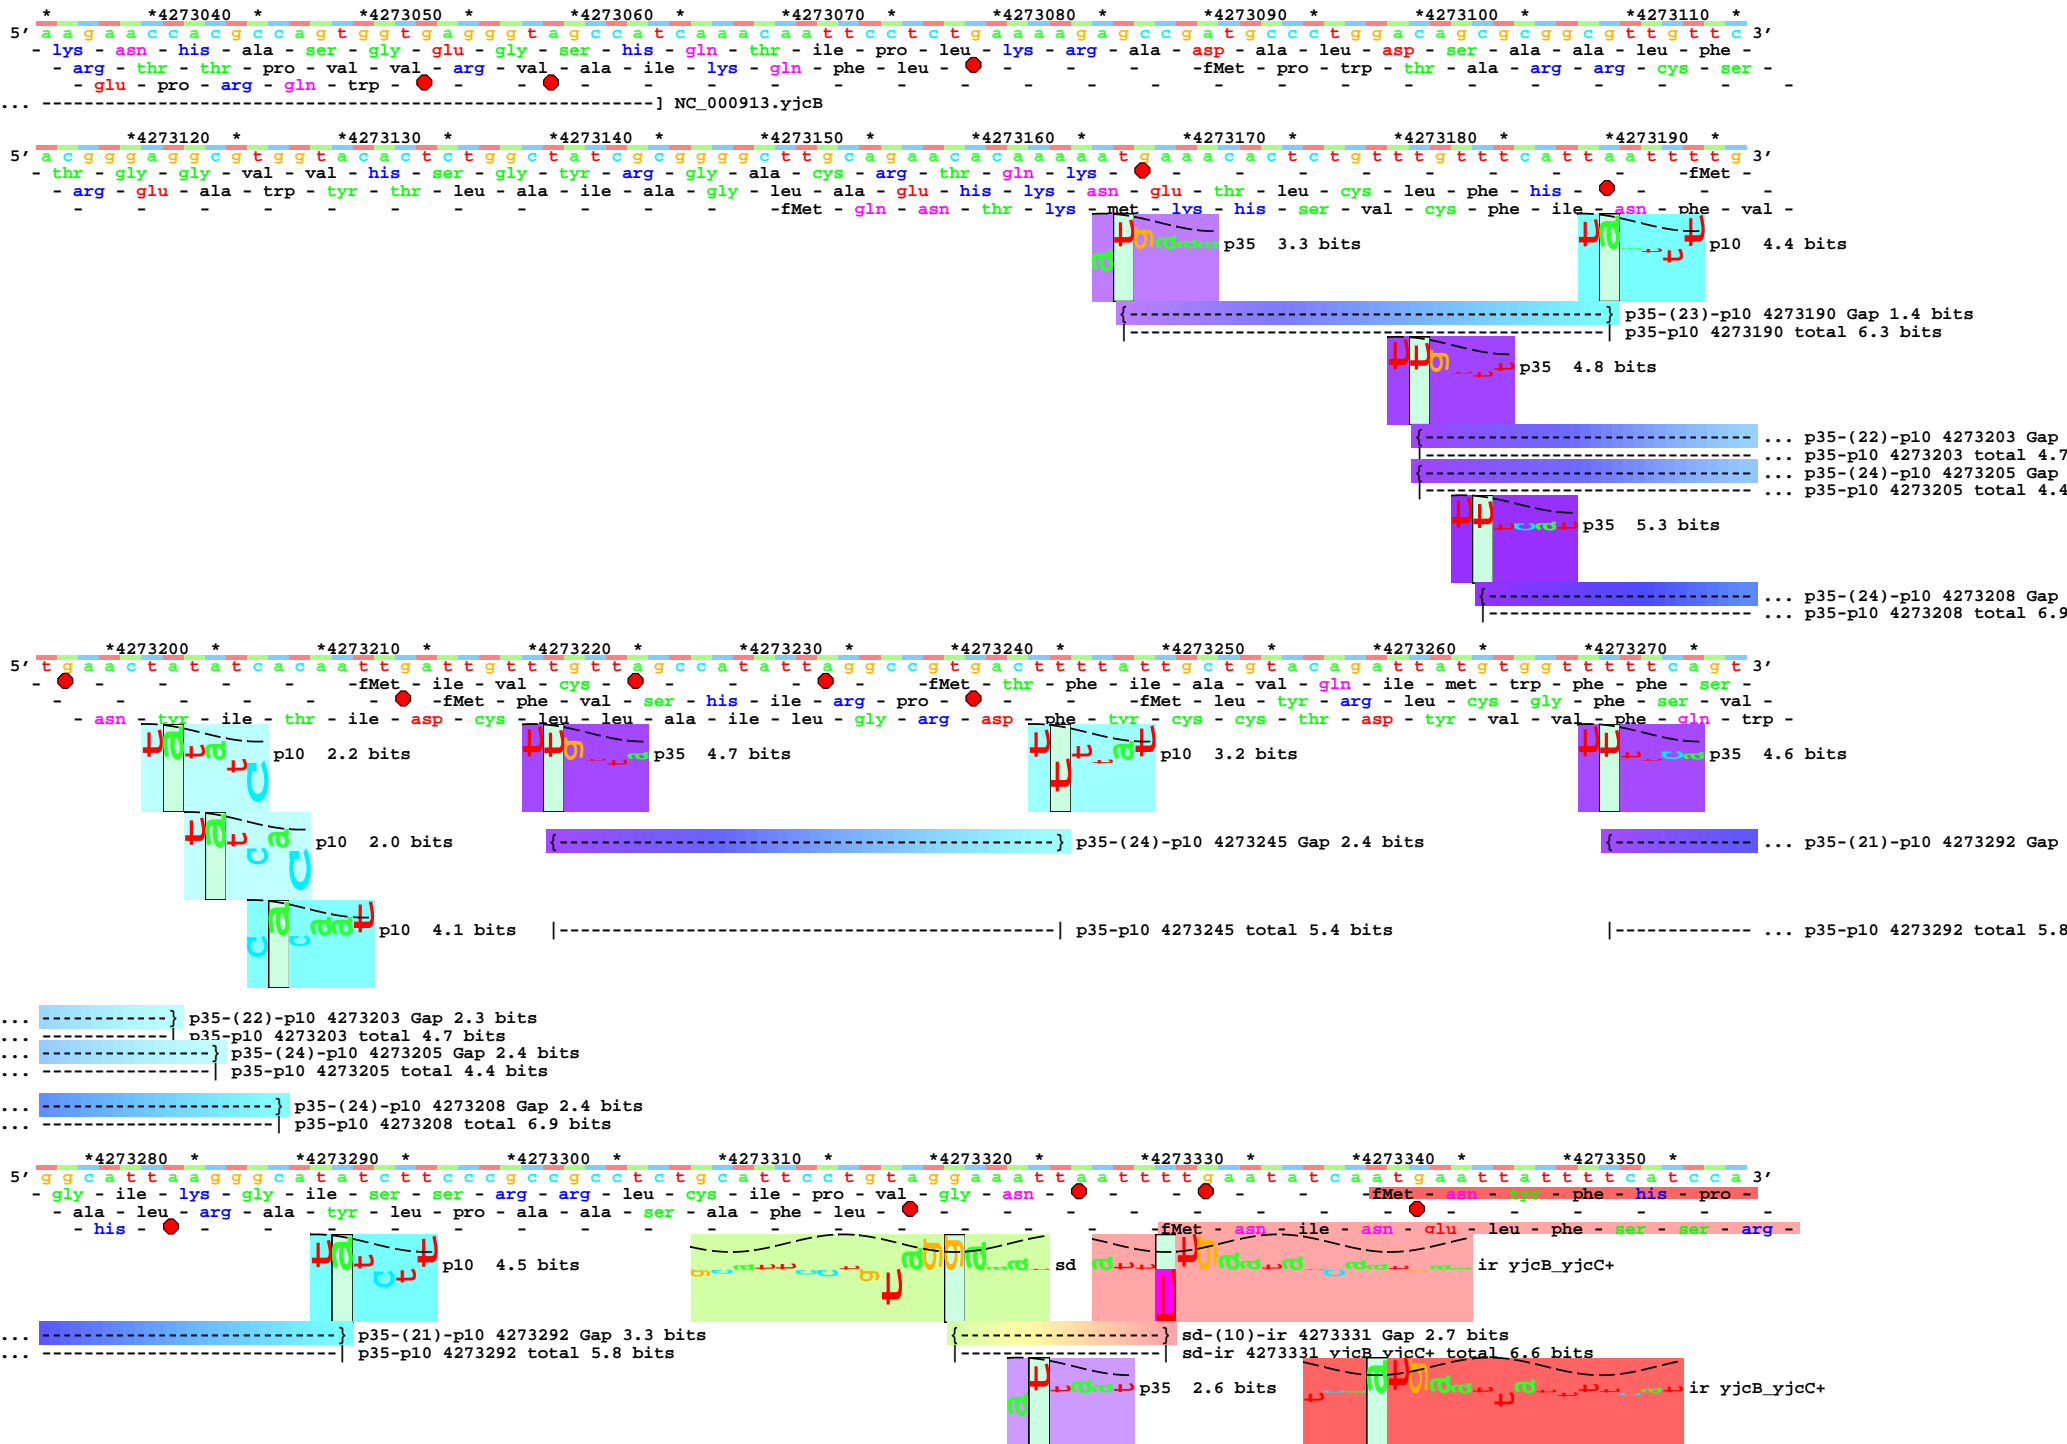 * *4273040 * *4273050 * *4273060 * *4273070 * *4273080 * *4273090 * *4273100 * *4273110 *
5' a a g a a c c a c g c c a g t g g t g a g g g t a g c c a t c a a a c a a t t c c t c t g a a a a g a g c c g a t g c c c t g g a c a g c g c g g c g t t g t t c 3'
- lys - asn - his - ala - ser - gly - glu - gly - ser - his - gln - thr - ile - pro - leu - lys - arg - ala - asp - ala - leu - asp - ser - ala - ala - leu - phe -
- arg - thr - thr - pro - val - val - arg - val - ala - ile - lys - gln - phe - leu - - - - - -fMet - pro - trp - thr - ala - arg - arg - cys - ser -
- glu - pro - arg - gln - trp - - - - - - - - - - - - - - - - - - - - - -
... ----------------------------------------------------------] NC_000913.yjcB
*4273120 * *4273130 * *4273140 * *4273150 * *4273160 * *4273170 * *4273180 * *4273190 *
5' a c g g g a g g c g t g g t a c a c t c t g g c t a t c g c g g g g c t t g c a g a a c a c a a a a a t g a a a c a c t c t g t t t g t t t c a t t a a t t t t g 3'
- thr - gly - gly - val - val - his - ser - gly - tyr - arg - gly - ala - cys - arg - thr - gln - lys - - - - - - - - - -fMet -
- arg - glu - ala - trp - tyr - thr - leu - ala - ile - ala - gly - leu - ala - glu - his - lys - asn - glu - thr - leu - cys - leu - phe - his - - - -
- - - - - - - - - - - -fMet - gln - asn - thr - lys - met - lys - his - ser - val - cys - phe - ile - asn - phe - val -
p35 3.3 bits
p10 4.4 bits
{----------------------------------------------} p35-(23)-p10 4273190 Gap 1.4 bits
|----------------------------------------------| p35-p10 4273190 total 6.3 bits
p35 4.8 bits
{------------------------------- ... p35-(22)-p10 4273203 Gap
|------------------------------- ... p35-p10 4273203 total 4.7
{------------------------------- ... p35-(24)-p10 4273205 Gap
|------------------------------- ... p35-p10 4273205 total 4.4
p35 5.3 bits
{------------------------- ... p35-(24)-p10 4273208 Gap
|------------------------- ... p35-p10 4273208 total 6.9
*4273200 * *4273210 * *4273220 * *4273230 * *4273240 * *4273250 * *4273260 * *4273270 *
5' t g a a c t a t a t c a c a a t t g a t t g t t t g t t a g c c a t a t t a g g c c g t g a c t t t t a t t g c t g t a c a g a t t a t g t g g t t t t t c a g t 3'
- - - - - - -fMet - ile - val - cys - - - - - - -fMet - thr - phe - ile - ala - val - gln - ile - met - trp - phe - phe - ser -
- - - - - -fMet - phe - val - ser - his - ile - arg - pro - - - -fMet - leu - tyr - arg - leu - cys - gly - phe - ser - val -
- asn - tyr - ile - thr - ile - asp - cys - leu - leu - ala - ile - leu - gly - arg - asp - phe - tyr - cys - cys - thr - asp - tyr - val - val - phe - gln - trp -
p10 2.2 bits
p35 4.7 bits
p10 3.2 bits
p35 4.6 bits
p10 2.0 bits
{------------------------------------------------} p35-(24)-p10 4273245 Gap 2.4 bits
{------------- ... p35-(21)-p10 4273292 Gap
p10 4.1 bits
|------------------------------------------------| p35-p10 4273245 total 5.4 bits
|------------- ... p35-p10 4273292 total 5.8
... ------------} p35-(22)-p10 4273203 Gap 2.3 bits
... ------------| p35-p10 4273203 total 4.7 bits
... ----------------} p35-(24)-p10 4273205 Gap 2.4 bits
... ----------------| p35-p10 4273205 total 4.4 bits
... ----------------------} p35-(24)-p10 4273208 Gap 2.4 bits
... ----------------------| p35-p10 4273208 total 6.9 bits
*4273280 * *4273290 * *4273300 * *4273310 * *4273320 * *4273330 * *4273340 * *4273350 *
5' g g c a t t a a g g g c a t a t c t t c c c g c c g c c t c t g c a t t c c t g t a g g a a a t t a a t t t t g a a t a t c a a t g a a t t a t t t t c a t c c a 3'
- gly - ile - lys - gly - ile - ser - ser - arg - arg - leu - cys - ile - pro - val - gly - asn - - - - - -fMet - asn - tyr - phe - his - pro -
- ala - leu - arg - ala - tyr - leu - pro - ala - ala - ser - ala - phe - leu - - - - - - - - - - - - -
- his - - - - - - - - - - - - - - - - - -fMet - asn - ile - asn - glu - leu - phe - ser - ser - arg -
p10 4.5 bits
sd
ir yjcB_yjcC+
... ----------------------------} p35-(21)-p10 4273292 Gap 3.3 bits
{--------------------} sd-(10)-ir 4273331 Gap 2.7 bits
... ----------------------------| p35-p10 4273292 total 5.8 bits
|-------------------| sd-ir 4273331 yjcB_yjcC+ total 6.6 bits
p35 2.6 bits
ir yjcB_yjcC+